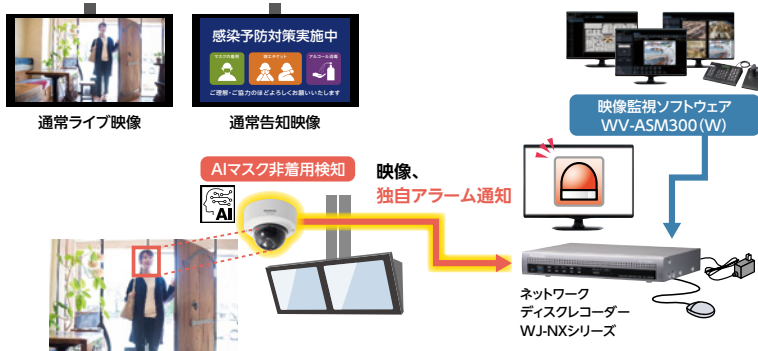 感染予防対策実施中
マスクの着用
咳エチケット
アルコール消毒
ご理解・ご協力のほどよろしくお願いいたします
通常ライブ映像
通常告知映像
映像監視ソフトウェア
WV-ASM300(W)
AIマスク非着用検知
映像、
独自アラーム通知
AI
ネットワーク
ディスクレコーダー
WJ-NXシリーズ